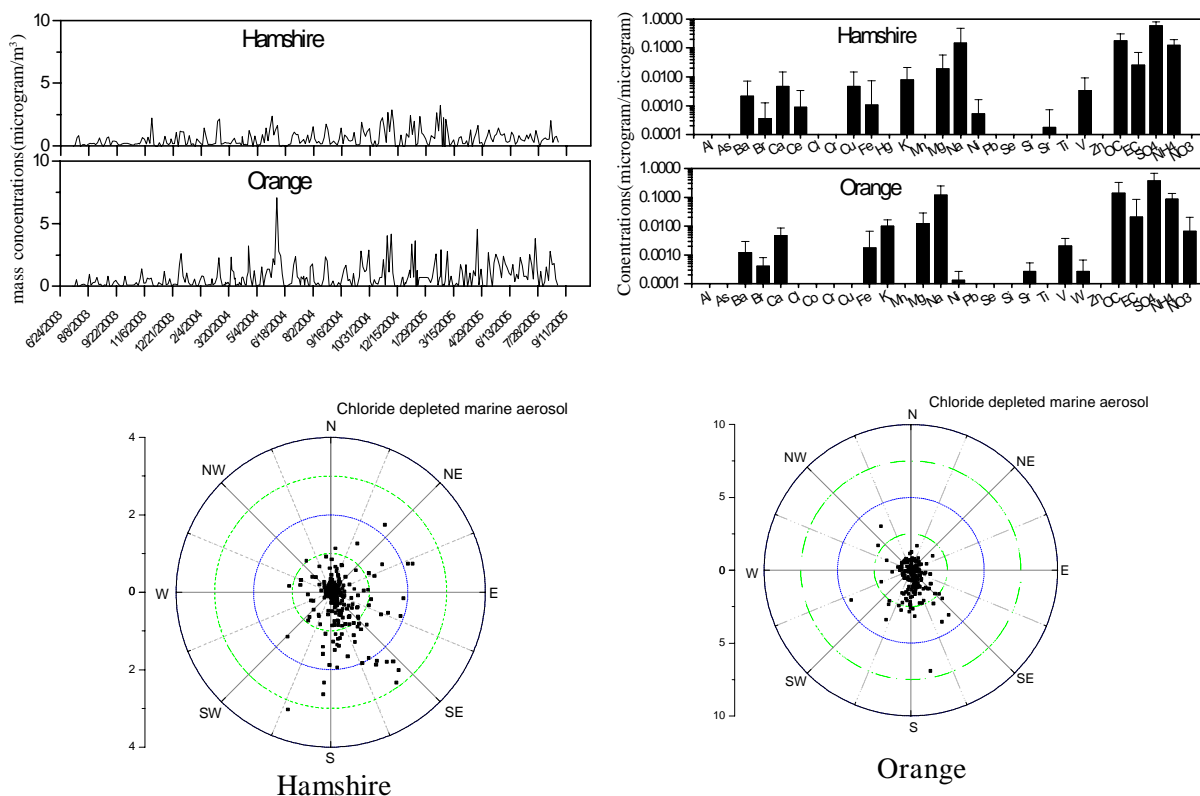 10
Hamshire
5
0
10
Orange
5
0
mass conoentrations(microgram/m³)
6/24/2003
8/8/2003
9/22/2003
11/6/2003
12/21/2003
2/4/2004
3/20/2004
5/4/2004
6/18/2004
8/2/2004
9/16/2004
10/31/2004
12/15/2004
1/29/2005
3/15/2005
4/29/2005
6/13/2005
7/28/2005
9/11/2005
1.0000
Hamshire
0.1000
0.0100
0.0010
0.0001
Al As Ba Br Ca Ce Cl Cr Cu Fe Hg K Mn Mg Na Ni Pb Se Si Sr Ti V Zn OC EC SO4 NH4 NO3
1.0000
Orange
0.1000
0.0100
0.0010
0.0001
Al As Ba Br Ca Cl Co Cr Cu Fe K Mn Mg Na Ni Pb Se Si Sr Ti V W Zn OC EC SO4 NH4 NO3
Conentrations(microgram/microgram)
Chloride depleted marine aerosol
4
N
NW
NE
2
W
0
E
2
SW
SE
4
S
Hamshire
Chloride depleted marine aerosol
10
N
NW
NE
5
W
0
E
5
SW
SE
10
S
Orange